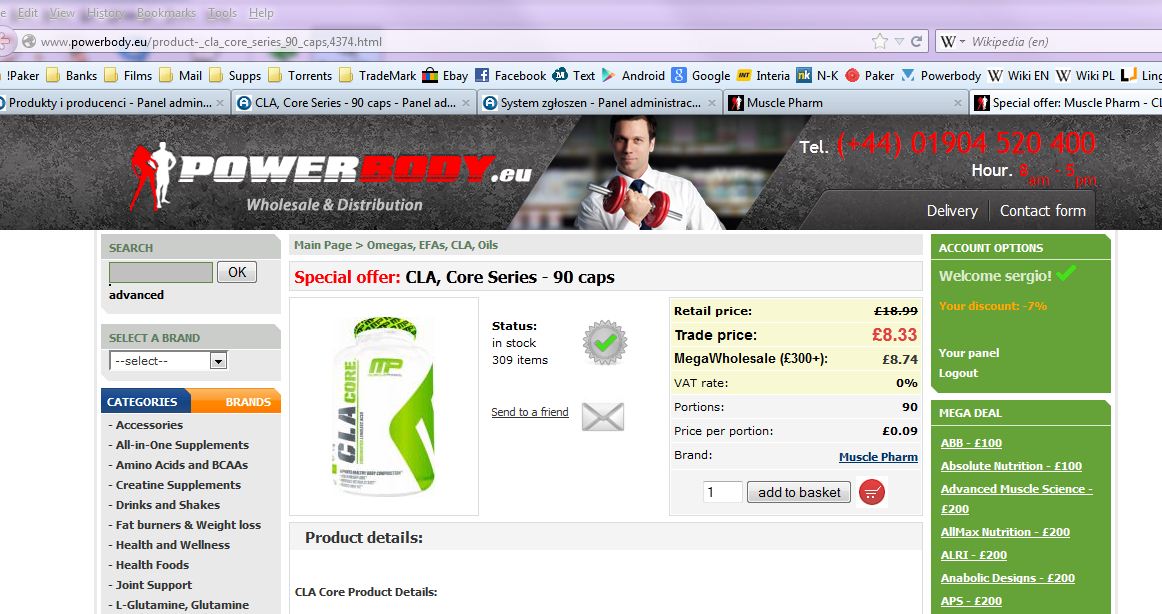 e Edit View History Bookmarks Tools Help
www.powerbody.eu/product-_cla_core_series_90_caps,4374.html
Wikipedia (en)
!Paker Banks Films Mail Supps Torrents TradeMark Ebay Facebook Text Android Google Interia N-K Paker Powerbody Wiki EN Wiki PL Ling
Produkty i producenci - Panel admin... × CLA, Core Series - 90 caps - Panel ad... × System zgłoszen - Panel administrac... × Muscle Pharm × Special offer: Muscle Pharm - CL
POWERBODY.eu
Wholesale & Distribution
Tel. (+44) 01904 520 400
Hour. 8am - 5pm
Delivery Contact form
SEARCH
OK
advanced
SELECT A BRAND
--select--
CATEGORIES BRANDS
- Accessories
- All-in-One Supplements
- Amino Acids and BCAAs
- Creatine Supplements
- Drinks and Shakes
- Fat burners & Weight loss
- Health and Wellness
- Health Foods
- Joint Support
- L-Glutamine, Glutamine
Main Page > Omegas, EFAs, CLA, Oils
Special offer: CLA, Core Series - 90 caps
MP
CLA CORE
Status:
in stock
309 items
Send to a friend
Retail price: £18.99
Trade price: £8.33
MegaWholesale (£300+): £8.74
VAT rate: 0%
Portions: 90
Price per portion: £0.09
Brand: Muscle Pharm
1 add to basket
Product details:
CLA Core Product Details:
ACCOUNT OPTIONS
Welcome sergio!
Your discount: -7%
Your panel
Logout
MEGA DEAL
ABB - £100
Absolute Nutrition - £100
Advanced Muscle Science -
£200
AllMax Nutrition - £200
ALRI - £200
Anabolic Designs - £200
APS - £200